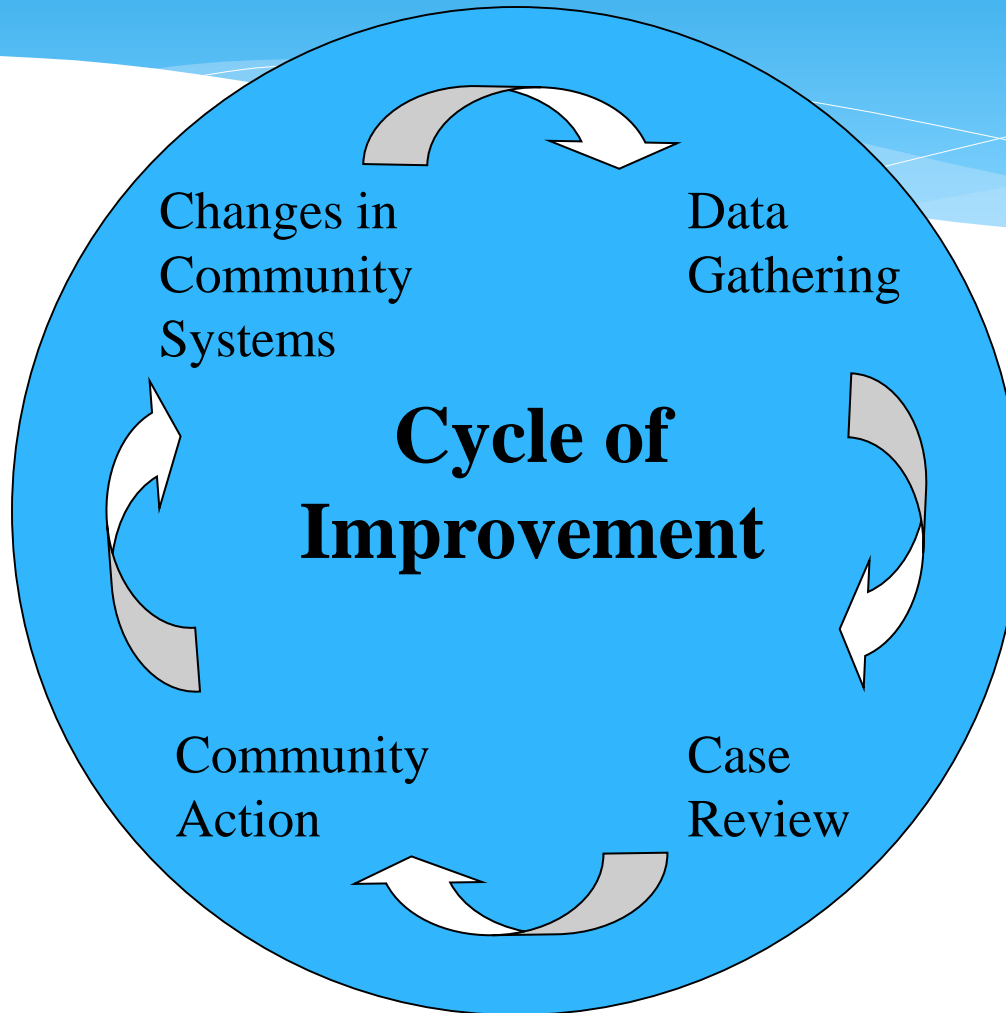 Changes in
Community
Systems
Data
Gathering
Cycle of
Improvement
Community
Action
Case
Review